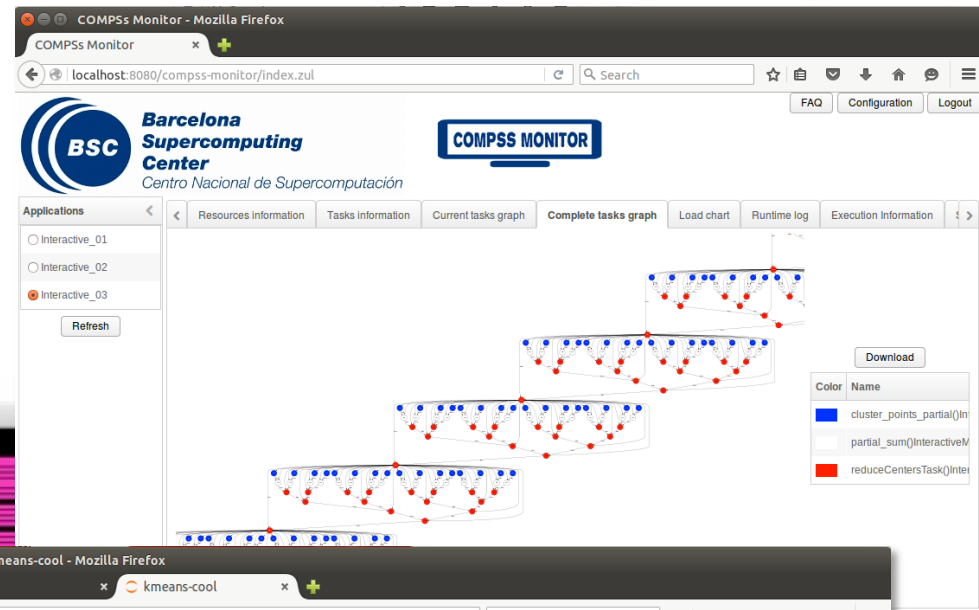 COMPSs Monitor - Mozilla Firefox
COMPSs Monitor
localhost:8080/compss-monitor/index.zul
Search
FAQ
Configuration
Logout
BSC
Barcelona
Supercomputing
Center
Centro Nacional de Supercomputación
COMPSS MONITOR
Applications
Resources information
Tasks information
Current tasks graph
Complete tasks graph
Load chart
Runtime log
Execution Information
Interactive_01
Interactive_02
Interactive_03
Refresh
Download
Color Name
cluster_points_partial()Int
partial_sum()InteractiveM
reduceCentersTask()Inter
means-cool - Mozilla Firefox
kmeans-cool